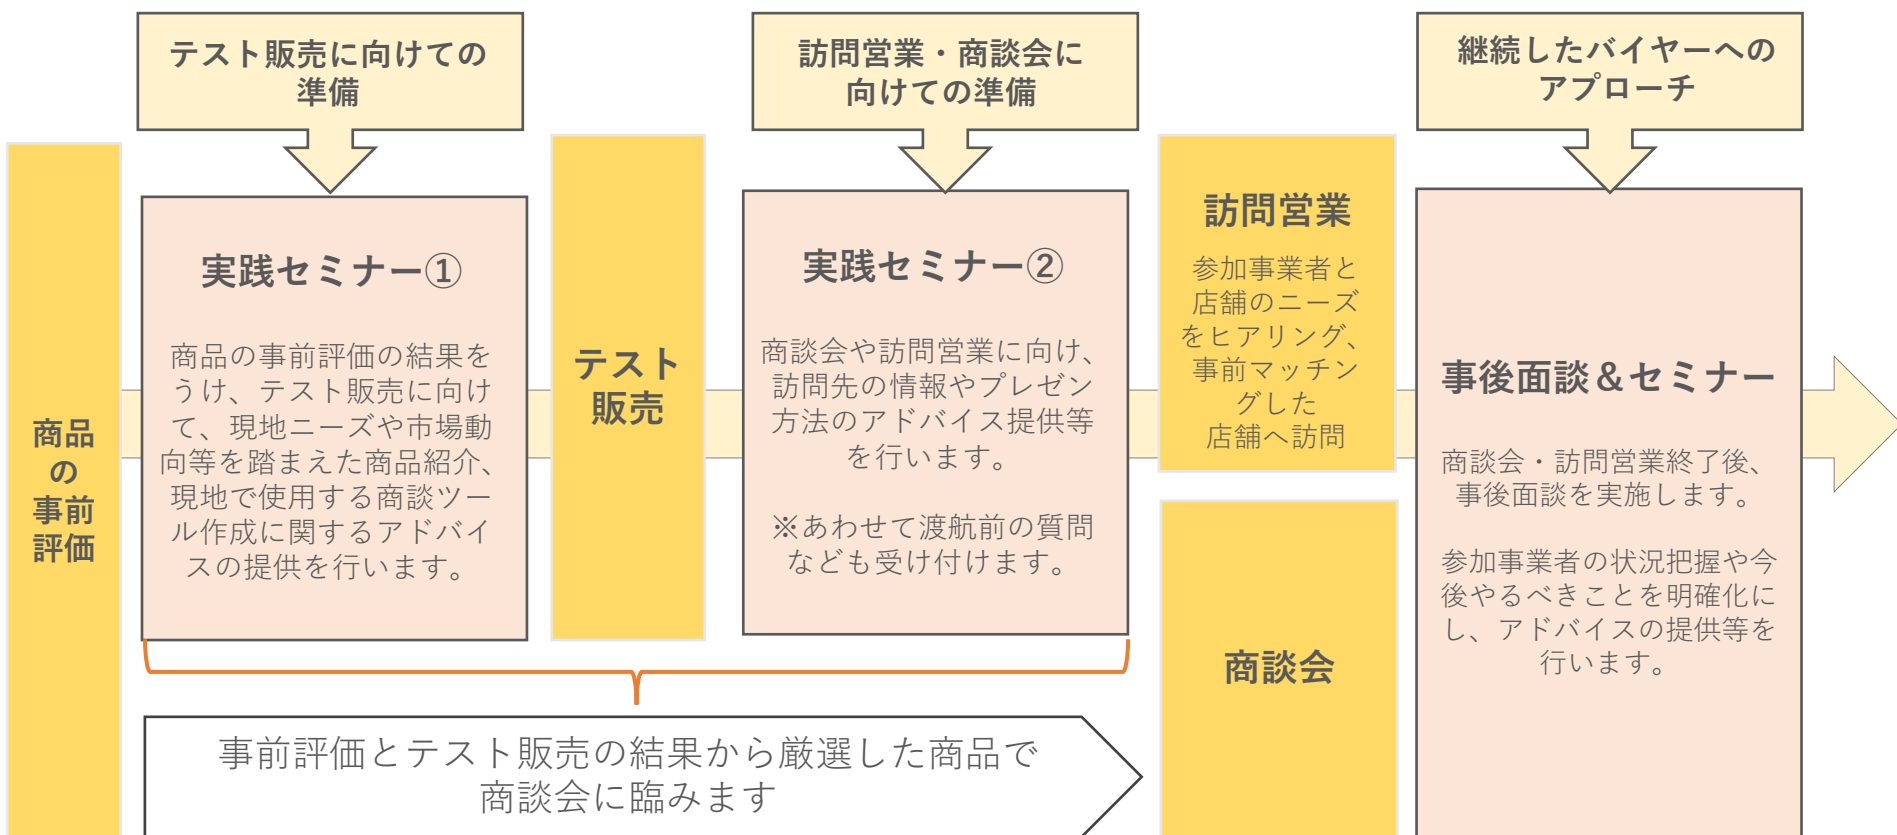 テスト販売に向けての
準備
訪問営業・商談会に
向けての準備
継続したバイヤーへの
アプローチ
商品
の
事前
評価
実践セミナー①
商品の事前評価の結果を
うけ、テスト販売に向け
て、現地ニーズや市場動
向等を踏まえた商品紹介、
現地で使用する商談ツー
ル作成に関するアドバイ
スの提供を行います。
テスト
販売
実践セミナー②
商談会や訪問営業に向け、
訪問先の情報やプレゼン
方法のアドバイス提供等
を行います。
※あわせて渡航前の質問
なども受け付けます。
訪問営業
参加事業者と
店舗のニーズ
をヒアリング、
事前マッチン
グした
店舗へ訪問
商談会
事後面談＆セミナー
商談会・訪問営業終了後、
事後面談を実施します。
参加事業者の状況把握や今
後やるべきことを明確化に
し、アドバイスの提供等を
行います。
事前評価とテスト販売の結果から厳選した商品で
商談会に臨みます